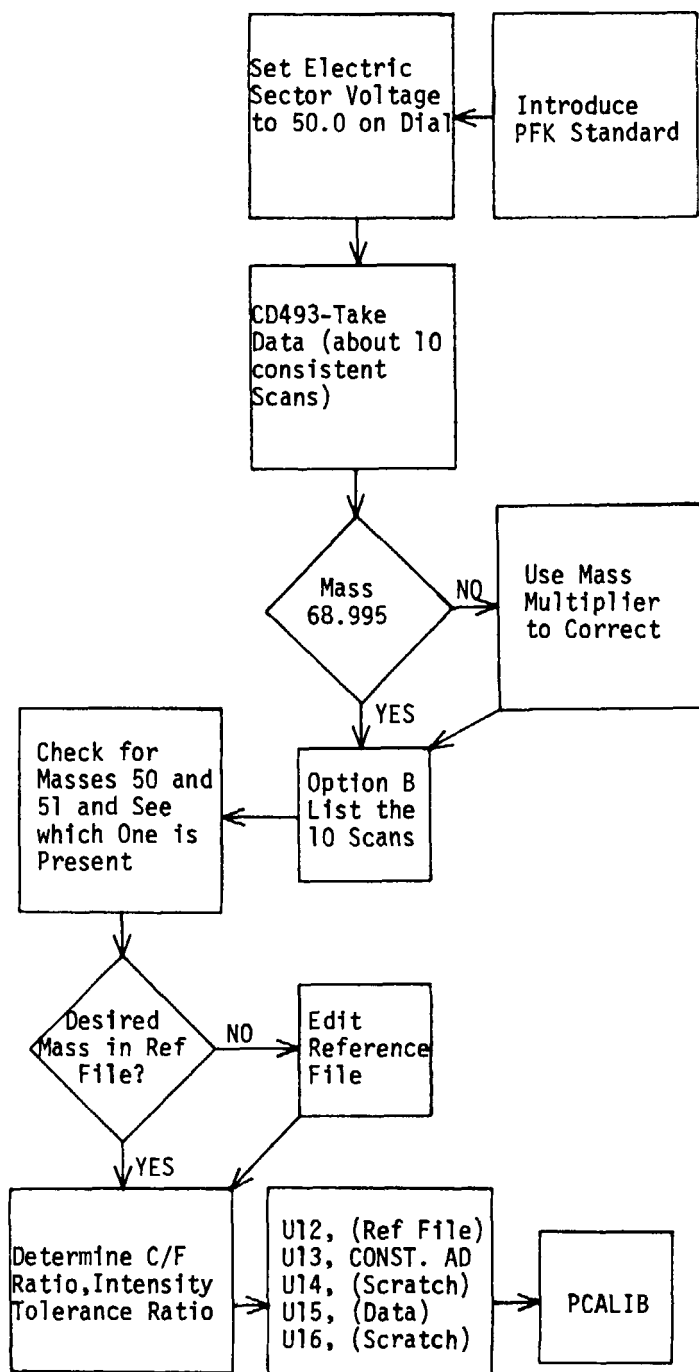 Set Electric
Sector Voltage
to 50.0 on Dial
Introduce
PFK Standard
CD493-Take
Data (about 10
consistent
Scans)
Mass
68.995
NO
Use Mass
Multiplier
to Correct
YES
Option B
List the
10 Scans
Check for
Masses 50 and
51 and See
which One is
Present
Desired
Mass in Ref
File?
NO
Edit
Reference
File
YES
Determine C/F
Ratio,Intensity
Tolerance Ratio
U12, (Ref File)
U13, CONST. AD
U14, (Scratch)
U15, (Data)
U16, (Scratch)
PCALIB